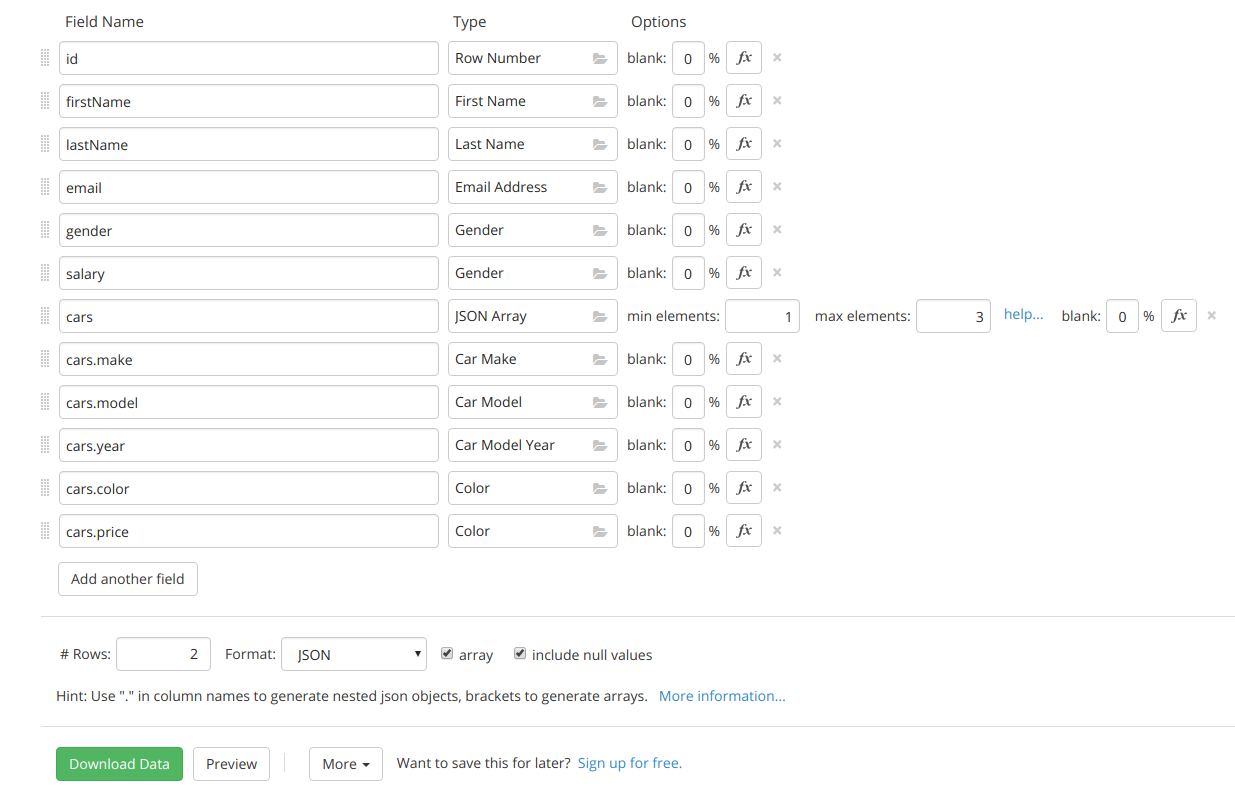 Field Name Type Options
id Row Number blank: 0 % fx ×
firstName First Name blank: 0 % fx ×
lastName Last Name blank: 0 % fx ×
email Email Address blank: 0 % fx ×
gender Gender blank: 0 % fx ×
salary Gender blank: 0 % fx ×
cars JSON Array min elements: 1 max elements: 3 help... blank: 0 % fx ×
cars.make Car Make blank: 0 % fx ×
cars.model Car Model blank: 0 % fx ×
cars.year Car Model Year blank: 0 % fx ×
cars.color Color blank: 0 % fx ×
cars.price Color blank: 0 % fx ×
Add another field
# Rows: 2 Format: JSON array include null values
Hint: Use "." in column names to generate nested json objects, brackets to generate arrays. More information...
Download Data Preview More Want to save this for later? Sign up for free.